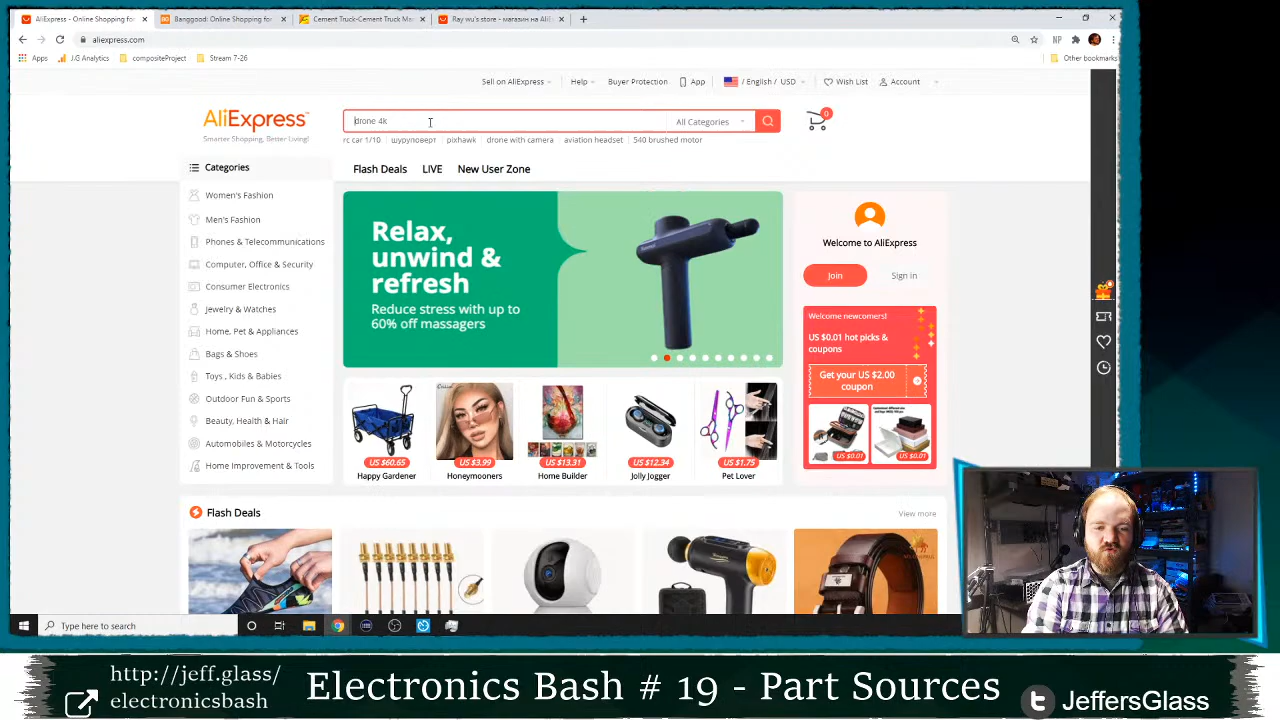 AliExpress - Online Shopping for
Banggood: Online Shopping for
Cement Truck-Cement Truck Ma
Ray wu's store - магазин на AliE
aliexpress.com
Apps
J.G Analytics
compositeProject
Stream 7-26
Other bookmarks
Sell on AliExpress
Help
Buyer Protection
App
/ English / USD
Wish List
Account
AliExpress
Smarter Shopping, Better Living!
drone 4k
All Categories
0
rc car 1/10
шуруповерт
pixhawk
drone with camera
aviation headset
540 brushed motor
Categories
Flash Deals
LIVE
New User Zone
Women's Fashion
Men's Fashion
Phones & Telecommunications
Computer, Office & Security
Consumer Electronics
Jewelry & Watches
Home, Pet & Appliances
Bags & Shoes
Toys , Kids & Babies
Outdoor Fun & Sports
Beauty, Health & Hair
Automobiles & Motorcycles
Home Improvement & Tools
Relax,
unwind &
refresh
Reduce stress with up to
60% off massagers
Welcome to AliExpress
Join
Sign in
Welcome newcomers!
US $0.01 hot picks &
coupons
Get your US $2.00
coupon
US $0.01
US $0.01
US $60.65
US $3.99
US $13.31
US $12.34
US $1.75
Happy Gardener
Honeymooners
Home Builder
Jolly Jogger
Pet Lover
Flash Deals
View more
Type here to search
http://jeff.glass/
electronicsbash
Electronics Bash # 19 - Part Sources
JeffersGlass